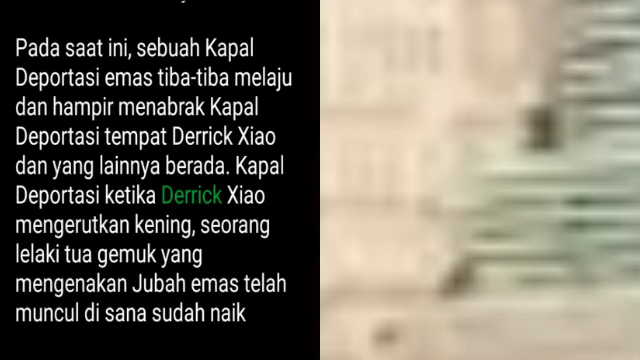 Pada saat ini, sebuah Kapal
Deportasi emas tiba-tiba melaju
dan hampir menabrak Kapal
Deportasi tempat Derrick Xiao
dan yang lainnya berada. Kapal
Deportasi ketika Derrick Xiao
mengerutkan kening, seorang
lelaki tua gemuk yang
mengenakan Jubah emas telah
muncul di sana sudah naik